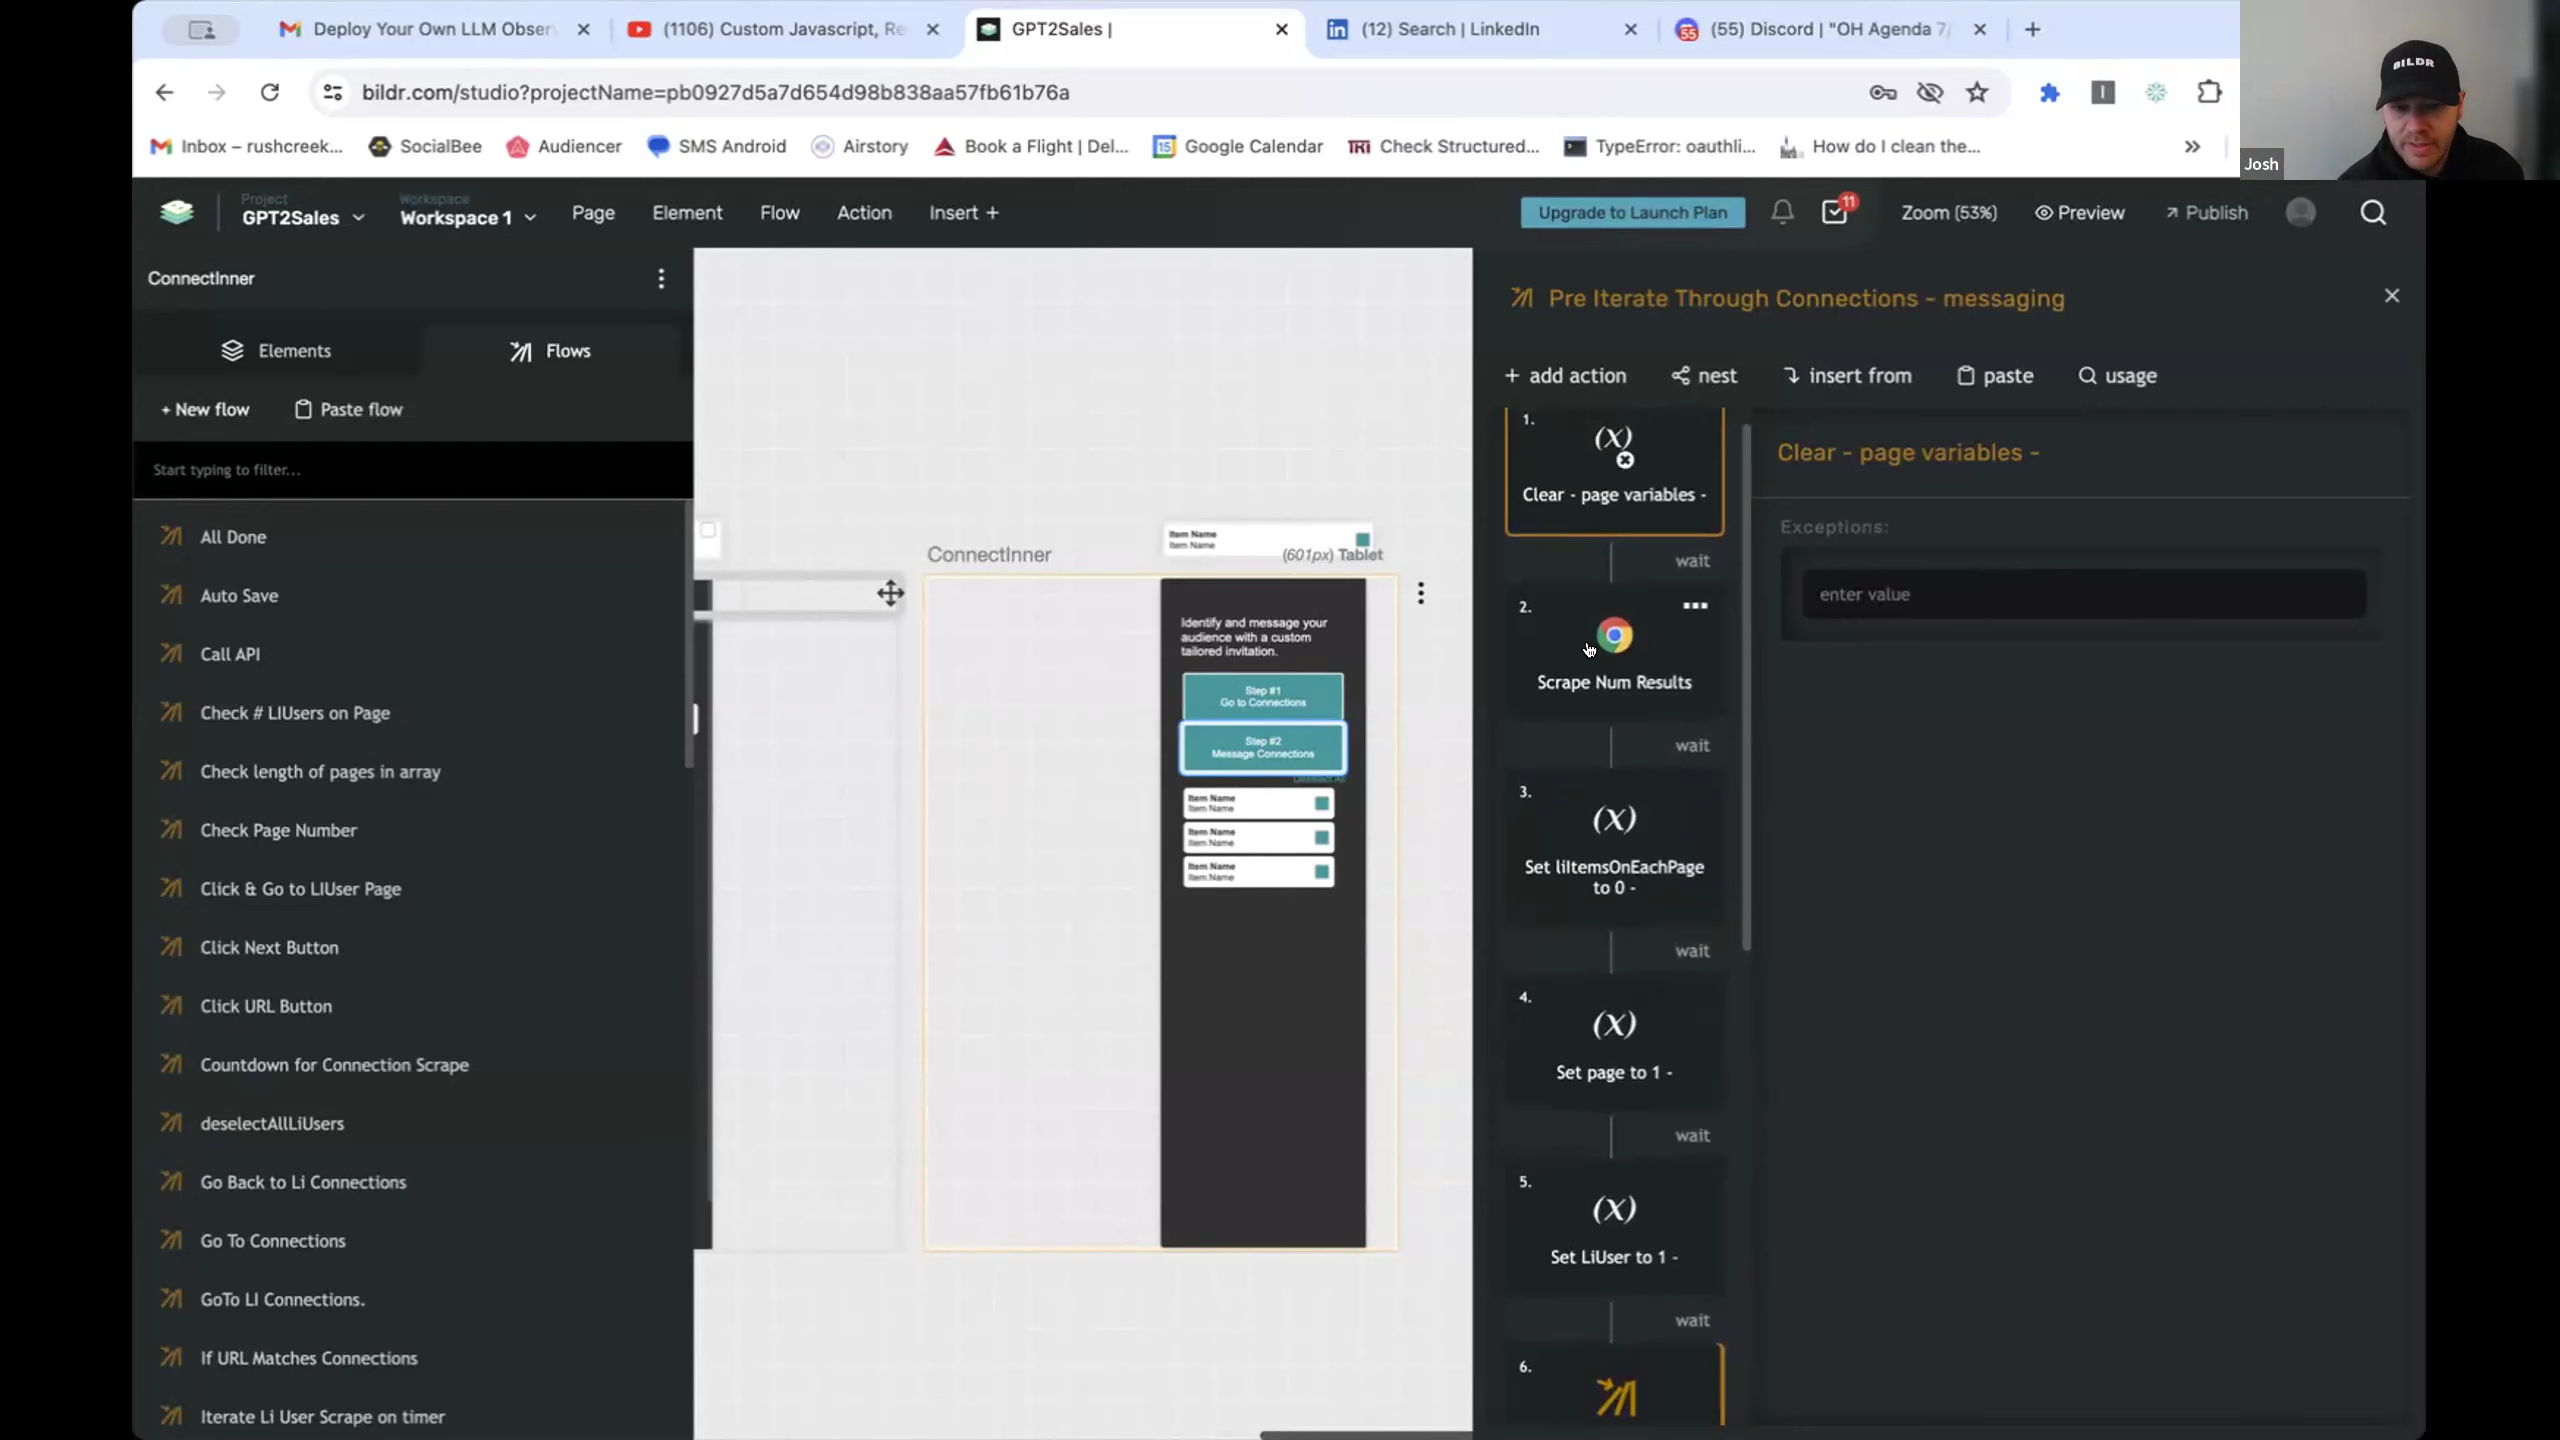 Deploy Your Own LLM Obser
(1106) Custom Javascript, Re
GPT2Sales |
(12) Search | LinkedIn
(55) Discord | "OH Agenda 7/
bildr.com/studio?projectName=pb0927d5a7d654d98b838aa57fb61b76a
Inbox – rushcreek...
SocialBee
Audiencer
SMS Android
Airstory
Book a Flight | Del...
Google Calendar
TRI Check Structured...
TypeError: oauthli...
How do I clean the...
BILDR
Josh
Project
GPT2Sales
Workspace
Workspace 1
Page
Element
Flow
Action
Insert +
Upgrade to Launch Plan
11
Zoom (53%)
Preview
Publish
ConnectInner
Elements
Flows
+ New flow
Paste flow
Start typing to filter...
All Done
Auto Save
Call API
Check # LIUsers on Page
Check length of pages in array
Check Page Number
Click & Go to LIUser Page
Click Next Button
Click URL Button
Countdown for Connection Scrape
deselectAllLiUsers
Go Back to Li Connections
Go To Connections
GoTo LI Connections.
If URL Matches Connections
Iterate Li User Scrape on timer
Item Name
Item Name
ConnectInner
(601px) Tablet
Identify and message your
audience with a custom
tailored invitation.
Step #1
Go to Connections
Step #2
Message Connections
Deselect All
Item Name
Item Name
Item Name
Item Name
Item Name
Item Name
Pre Iterate Through Connections - messaging
+ add action
nest
insert from
paste
usage
1.
(x)
Clear - page variables -
wait
2.
Scrape Num Results
wait
3.
(x)
Set liItemsOnEachPage
to 0 -
wait
4.
(x)
Set page to 1 -
wait
5.
(x)
Set LiUser to 1 -
wait
6.
Clear - page variables -
Exceptions:
enter value